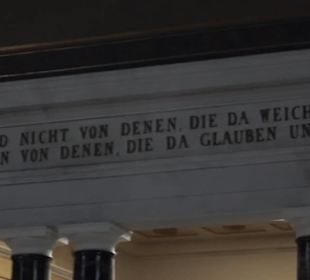 D NICHT VON DENEN, DIE DA WEICH
N VON DENEN, DIE DA GLAUBEN UN